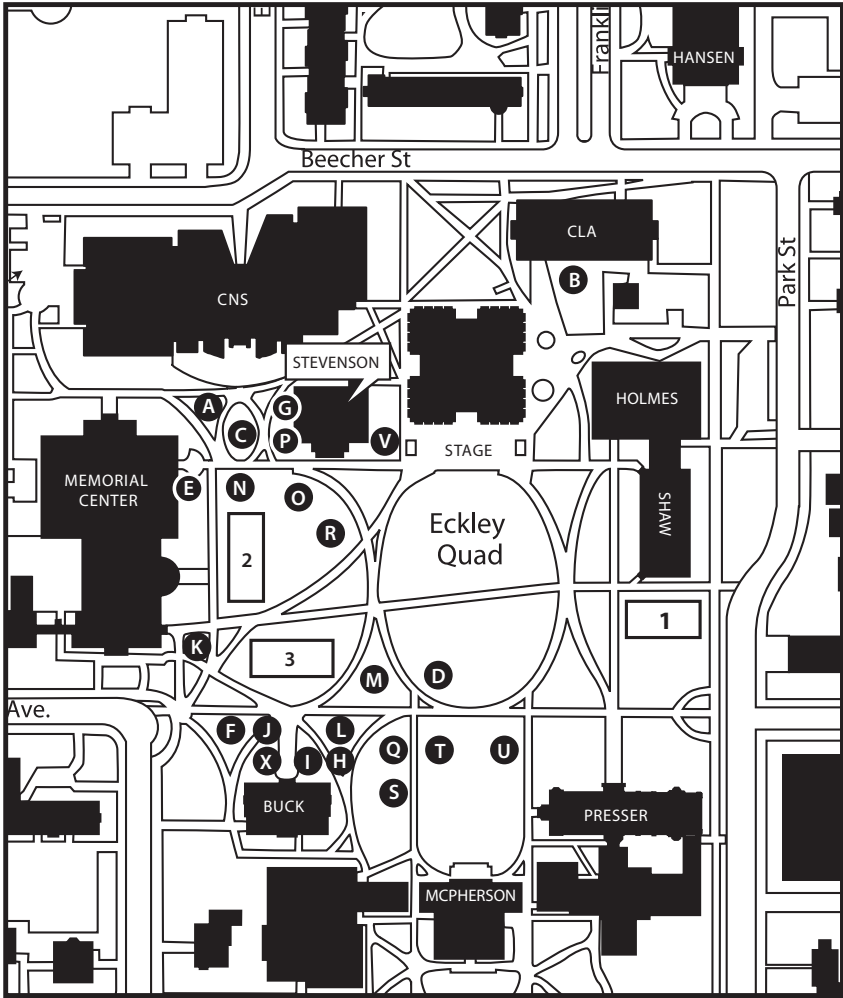 Frankli
HANSEN
Beecher St
CLA
B
Park St
CNS
STEVENSON
HOLMES
A
G
C
P
V
STAGE
MEMORIAL
CENTER
SHAW
E
N
O
R
Eckley
Quad
2
1
K
3
M
D
Ave.
F
J
L
Q
T
U
X
I
H
S
BUCK
PRESSER
MCPHERSON